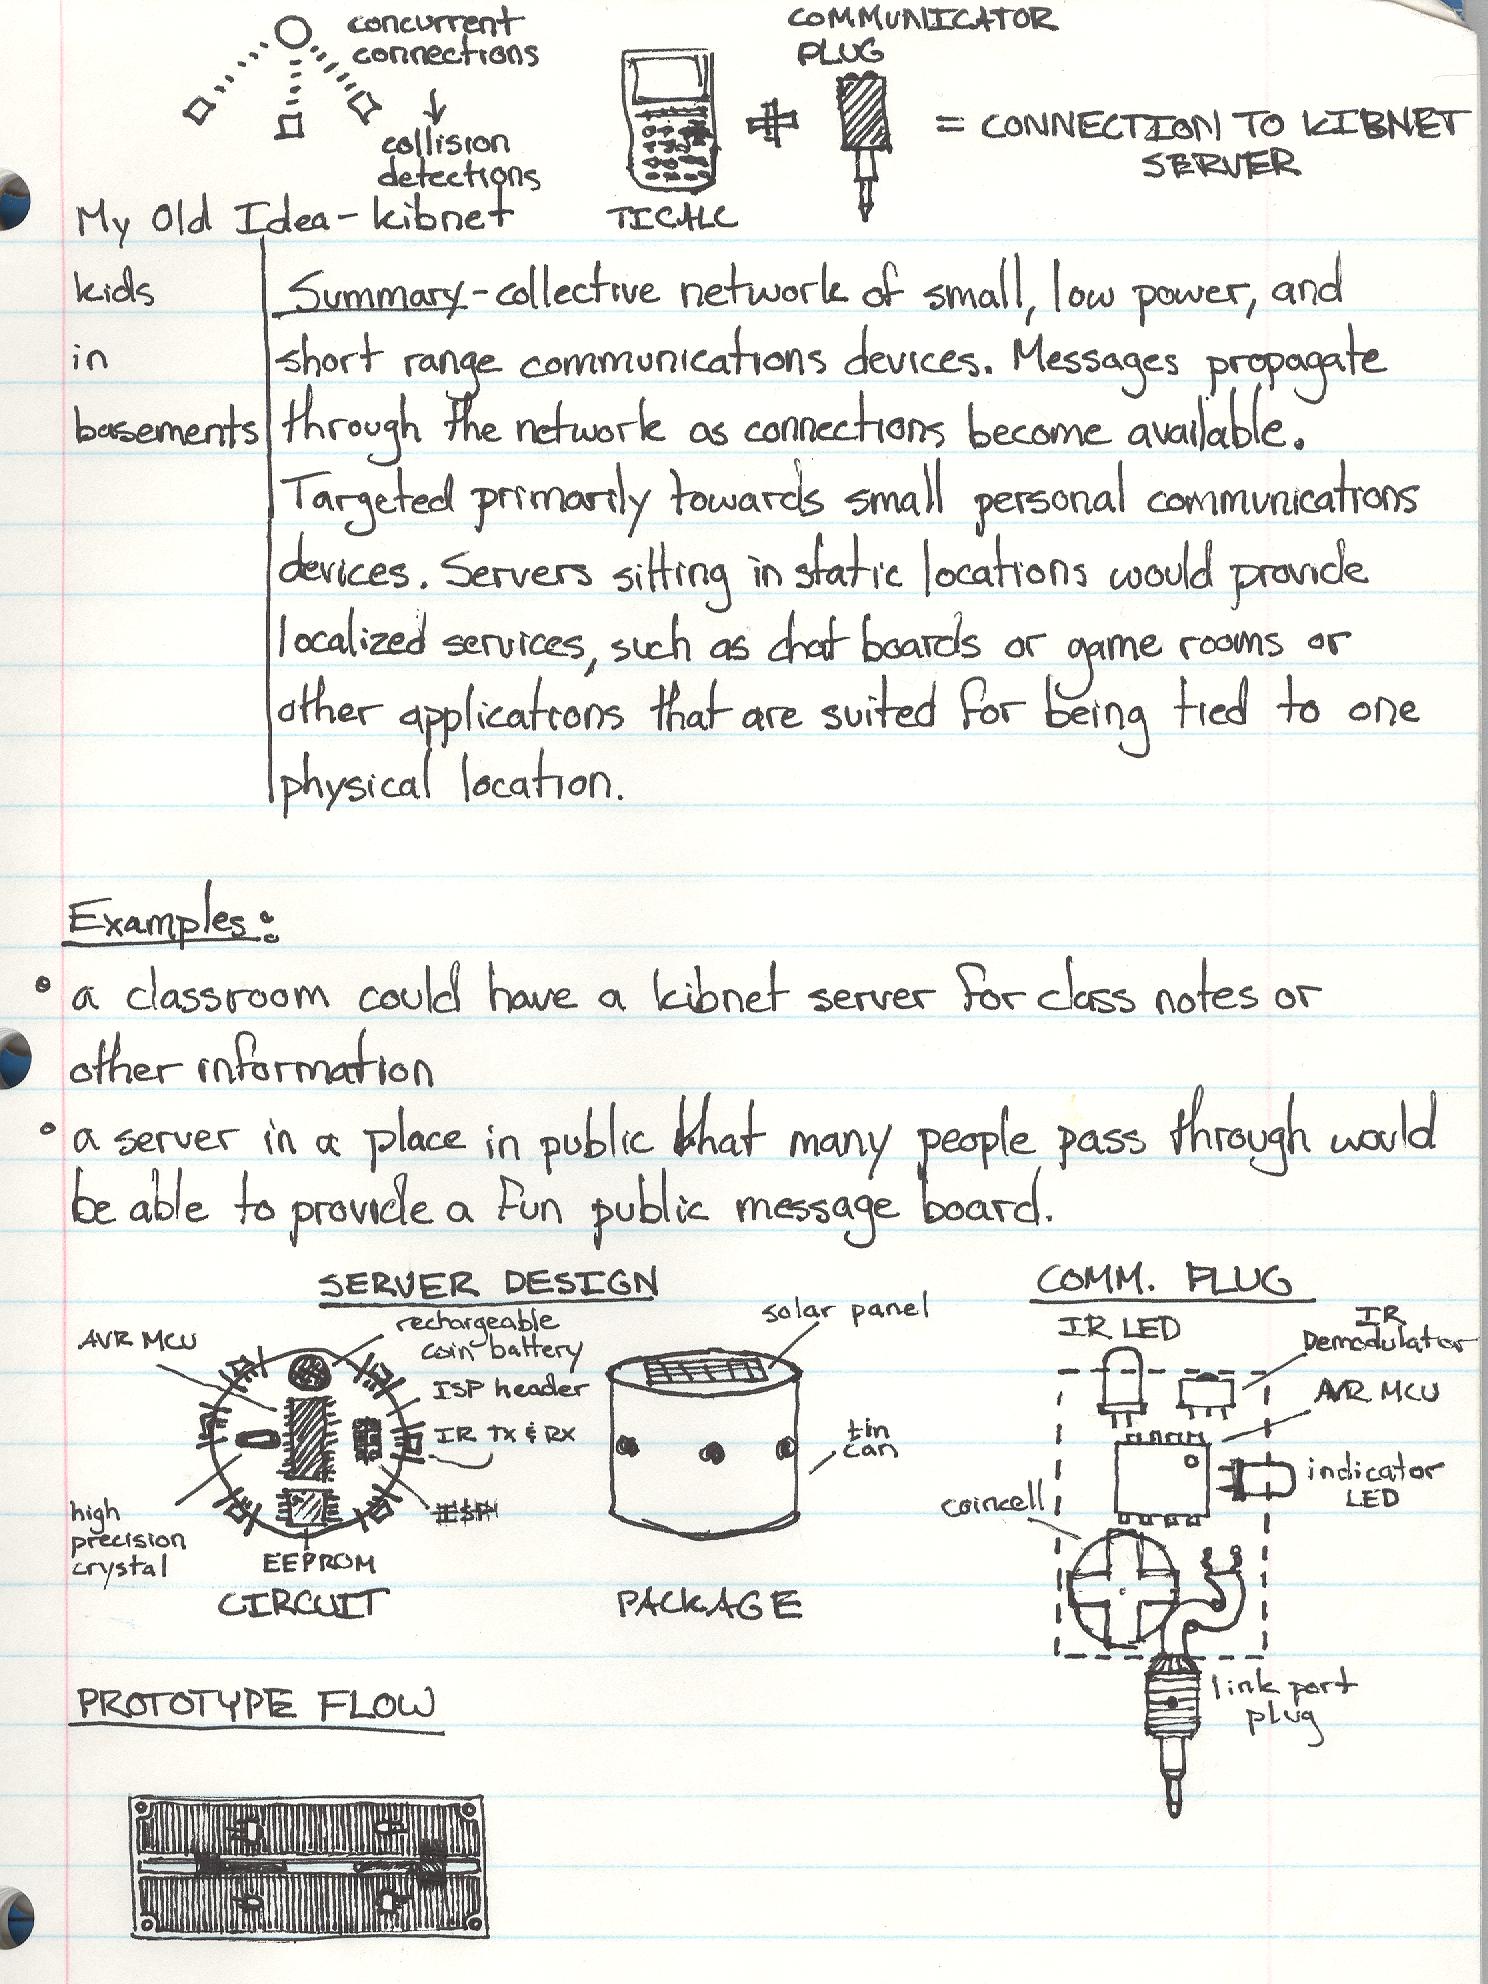 concurrent
connections
collision
detections
COMMUNICATOR
PLUG
= CONNECTION TO KIBNET
SERVER
TI CALC
My Old Idea - kibnet
kids
in
basements
Summary - collective network of small, low power, and
short range communications devices. Messages propagate
through the network as connections become available.
Targeted primarily towards small personal communications
devices. Servers sitting in static locations would provide
localized services, such as chat boards or game rooms or
other applications that are suited for being tied to one
physical location.
Examples:
• a classroom could have a kibnet server for class notes or
other information
• a server in a place in public that many people pass through would
be able to provide a fun public message board.
SERVER DESIGN
AVR MCU
rechargeable
coin battery
ISP header
IR TX & RX
high
precision
crystal
EEPROM
CIRCUIT
solar panel
tin
can
PACKAGE
COMM. PLUG
IR LED
IR
Demodulator
AVR MCU
indicator
LED
coincell
link port
plug
PROTOTYPE FLOW